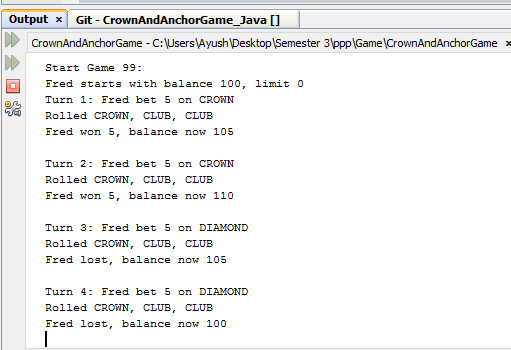 Output × Git - CrownAndAnchorGame_Java []
CrownAndAnchorGame - C:\Users\Ayush\Desktop\Semester 3\ppp\Game\CrownAndAnchorGame ×
Start Game 99:
Fred starts with balance 100, limit 0
Turn 1: Fred bet 5 on CROWN
Rolled CROWN, CLUB, CLUB
Fred won 5, balance now 105
Turn 2: Fred bet 5 on CROWN
Rolled CROWN, CLUB, CLUB
Fred won 5, balance now 110
Turn 3: Fred bet 5 on DIAMOND
Rolled CROWN, CLUB, CLUB
Fred lost, balance now 105
Turn 4: Fred bet 5 on DIAMOND
Rolled CROWN, CLUB, CLUB
Fred lost, balance now 100